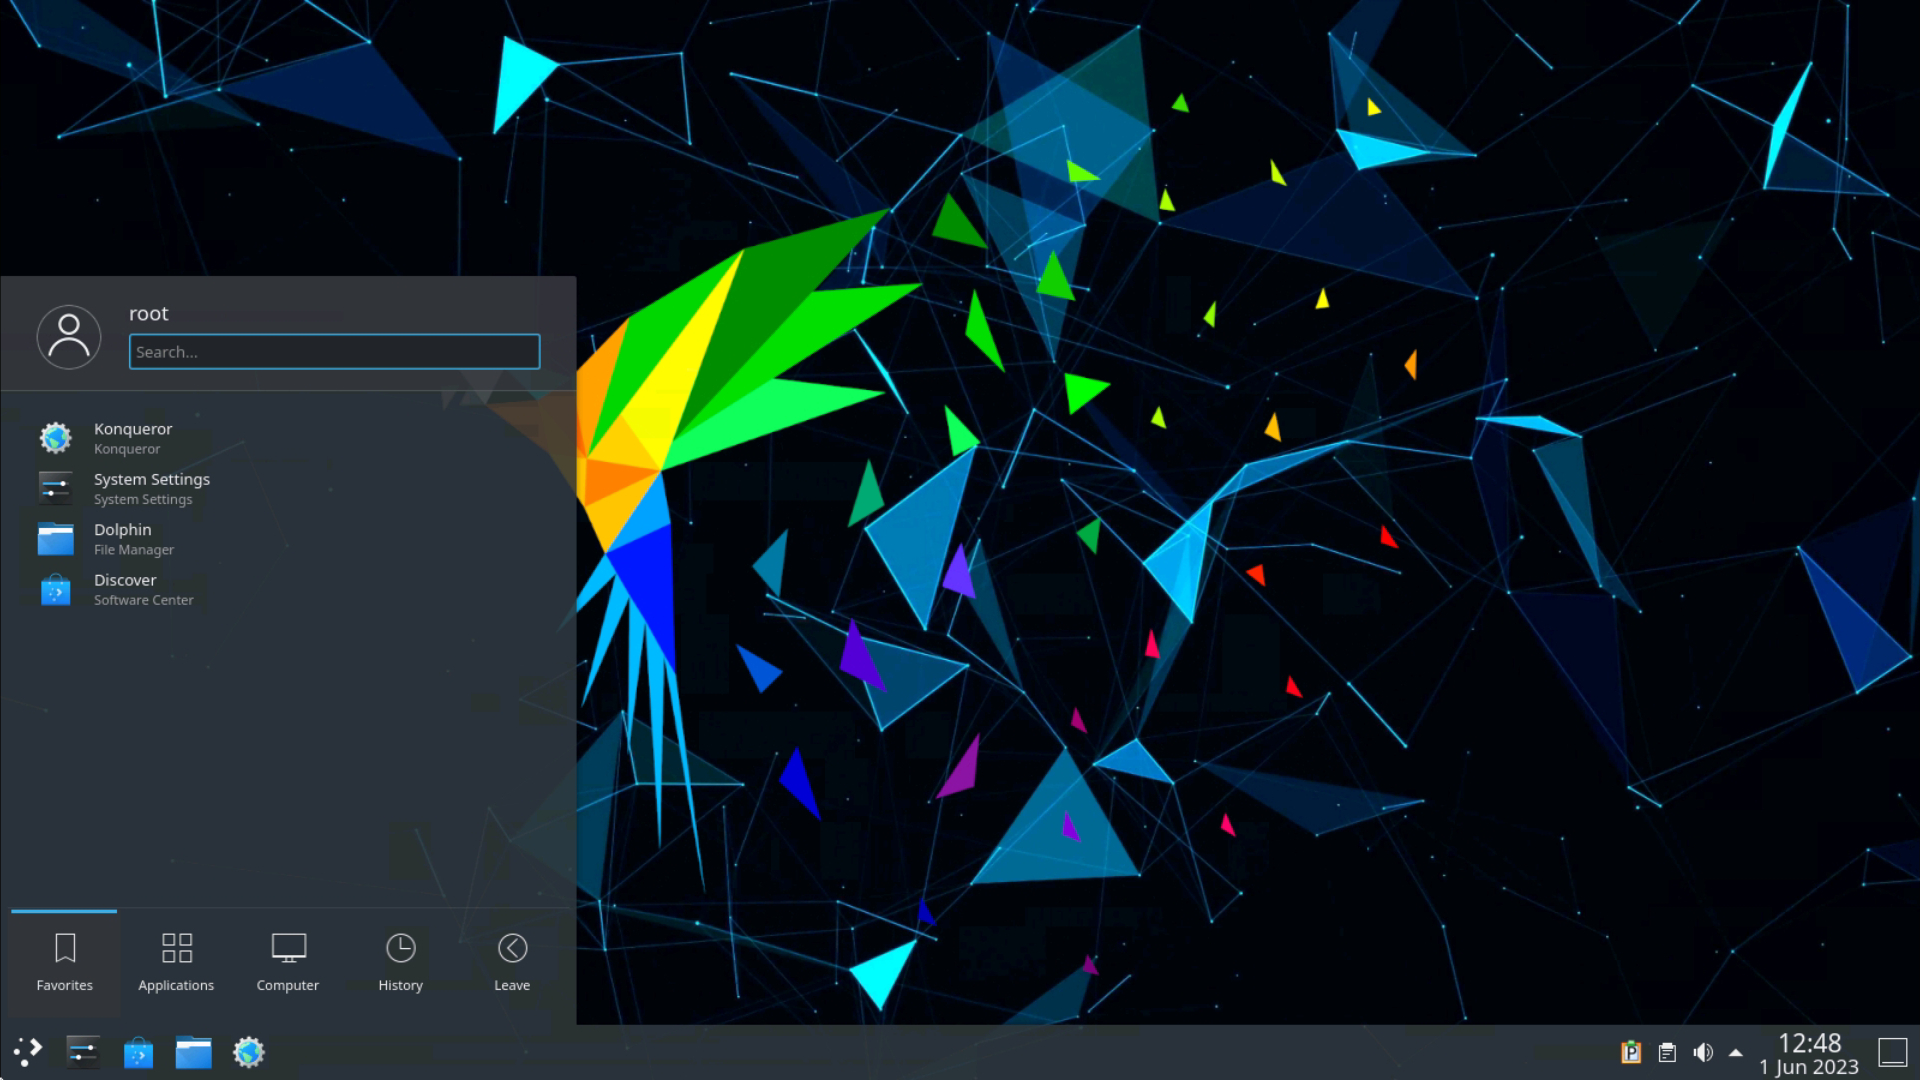 root
Search...
Konqueror
Konqueror
System Settings
System Settings
Dolphin
File Manager
Discover
Software Center
Favorites
Applications
Computer
History
Leave
P
12:48
1 Jun 2023